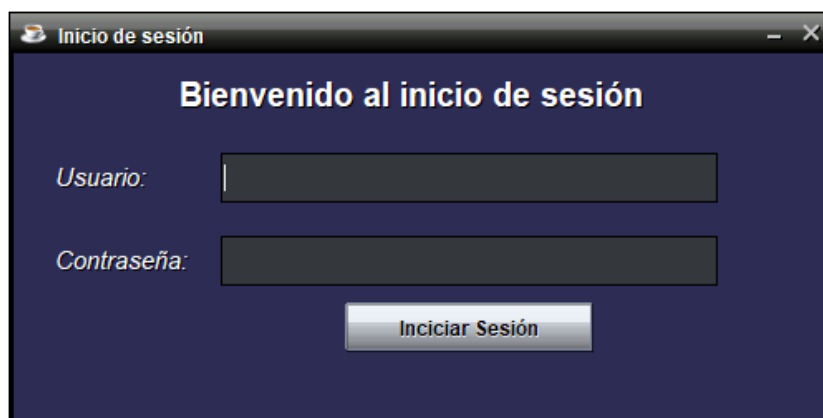 Inicio de sesión
Bienvenido al inicio de sesión
Usuario:
Contraseña:
Inciciar Sesión